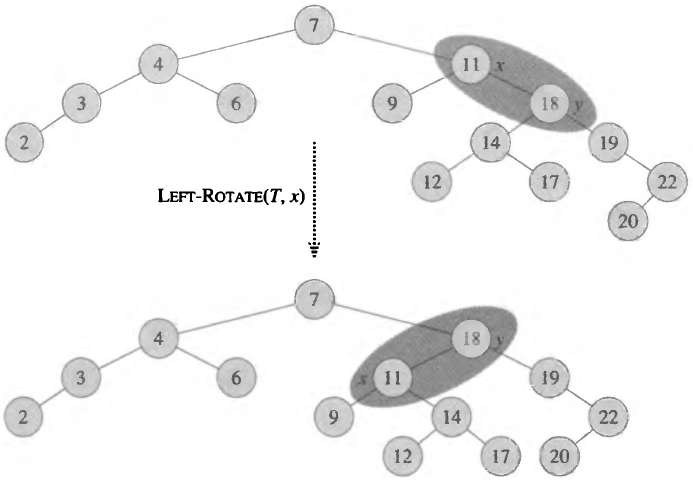 7
4 11 x
3 6 9 18 y
2 14 19
12 17 22
LEFT-ROTATE(T, x)
20
7
4 18 y
3 6 x 11 19
2 9 14 22
12 17 20